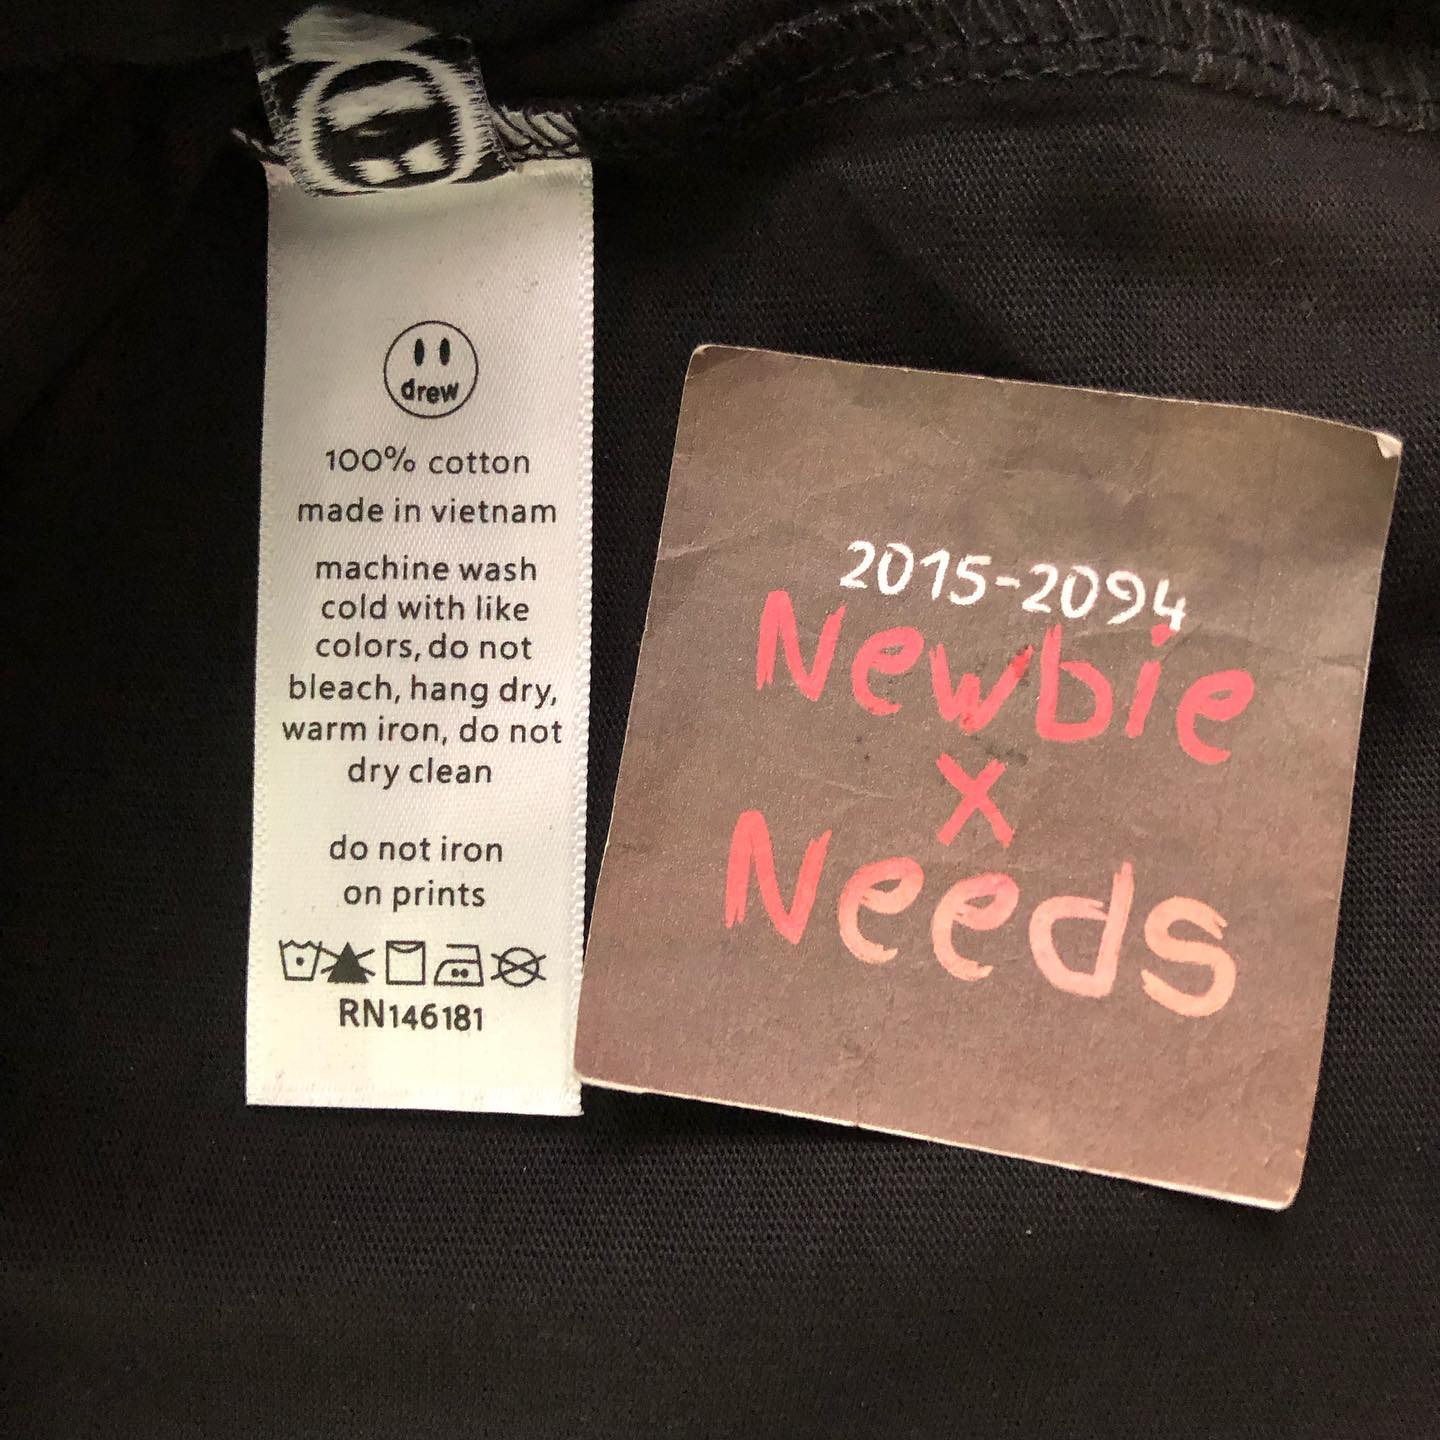 drew
100% cotton
made in vietnam
machine wash
cold with like
colors, do not
bleach, hang dry,
warm iron, do not
dry clean
do not iron
on prints
RN146181
2015-2094
Newbie
x
Needs